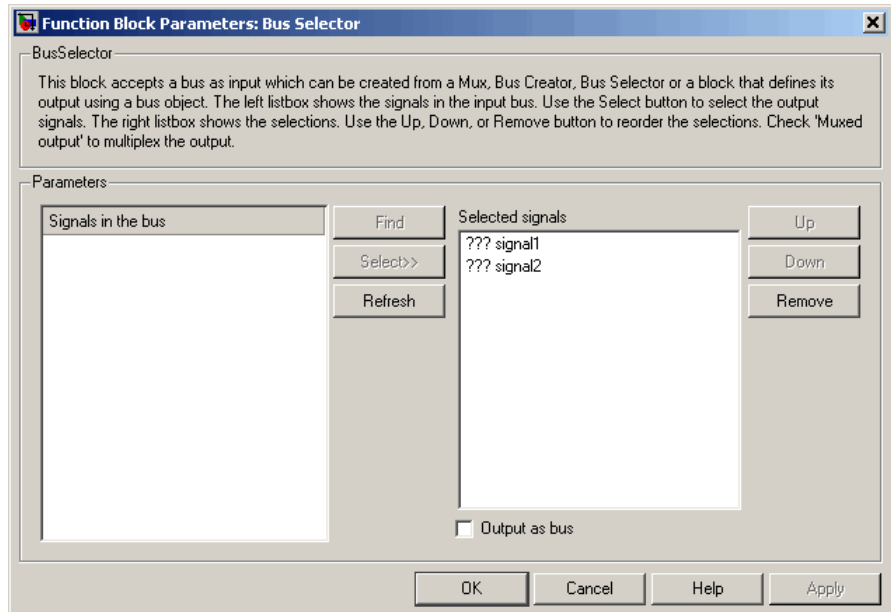 Function Block Parameters: Bus Selector
BusSelector
This block accepts a bus as input which can be created from a Mux, Bus Creator, Bus Selector or a block that defines its
output using a bus object. The left listbox shows the signals in the input bus. Use the Select button to select the output
signals. The right listbox shows the selections. Use the Up, Down, or Remove button to reorder the selections. Check 'Muxed
output' to multiplex the output.
Parameters
Signals in the bus
Find
Select>>
Refresh
Selected signals
??? signal1
??? signal2
Up
Down
Remove
Output as bus
OK
Cancel
Help
Apply